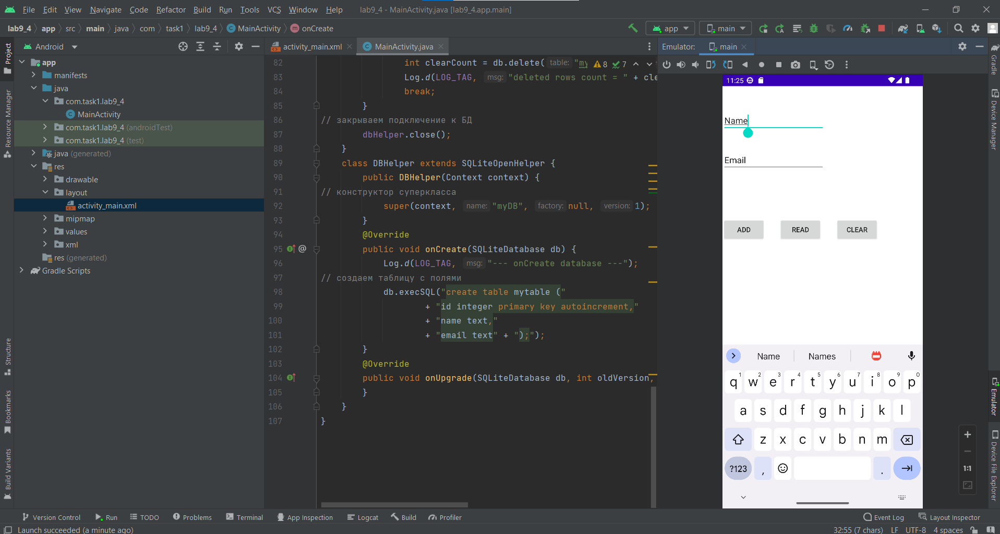 File Edit View Navigate Code Refactor Build Run Tools VCS Window Help lab9_4 - MainActivity.java [lab9_4.app.main]
lab9_4 app src main java com task1 lab9_4 MainActivity onCreate app main
Project
Resource Manager
Structure
Bookmarks
Build Variants
Android
app
manifests
java
com.task1.lab9_4
MainActivity
com.task1.lab9_4 (androidTest)
com.task1.lab9_4 (test)
java (generated)
res
drawable
layout
activity_main.xml
mipmap
values
xml
res (generated)
Gradle Scripts
activity_main.xml MainActivity.java
8 7
82 int clearCount = db.delete( table: "my
83 Log.d(LOG_TAG, msg: "deleted rows count = " + cle
84 break;
85 }
86 // закрываем подключение к БД
87 dbHelper.close();
88 }
89 class DBHelper extends SQLiteOpenHelper {
90 public DBHelper(Context context) {
91 // конструктор суперкласса
92 super(context, name: "myDB", factory: null, version: 1);
93 }
94 @Override
95 @ public void onCreate(SQLiteDatabase db) {
96 Log.d(LOG_TAG, msg: "--- onCreate database ---");
97 // создаем таблицу с полями
98 db.execSQL("create table mytable ("
99 + "id integer primary key autoincrement,"
100 + "name text,"
101 + "email text" + ");");
102 }
103 @Override
104 public void onUpgrade(SQLiteDatabase db, int oldVersion,
105 }
106 }
107 }
Emulator: main
11:25
Name
Email
ADD READ CLEAR
Name Names
q1 w2 e3 r4 t5 y6 u7 i8 o9 p0
a s d f g h j k l
z x c v b n m
?123 , .
1:1
Gradle
Device Manager
Emulator
Device File Explorer
Version Control Run TODO Problems Terminal App Inspection Logcat Build Profiler Event Log Layout Inspector
Launch succeeded (a minute ago) 32:55 (7 chars) LF UTF-8 4 spaces